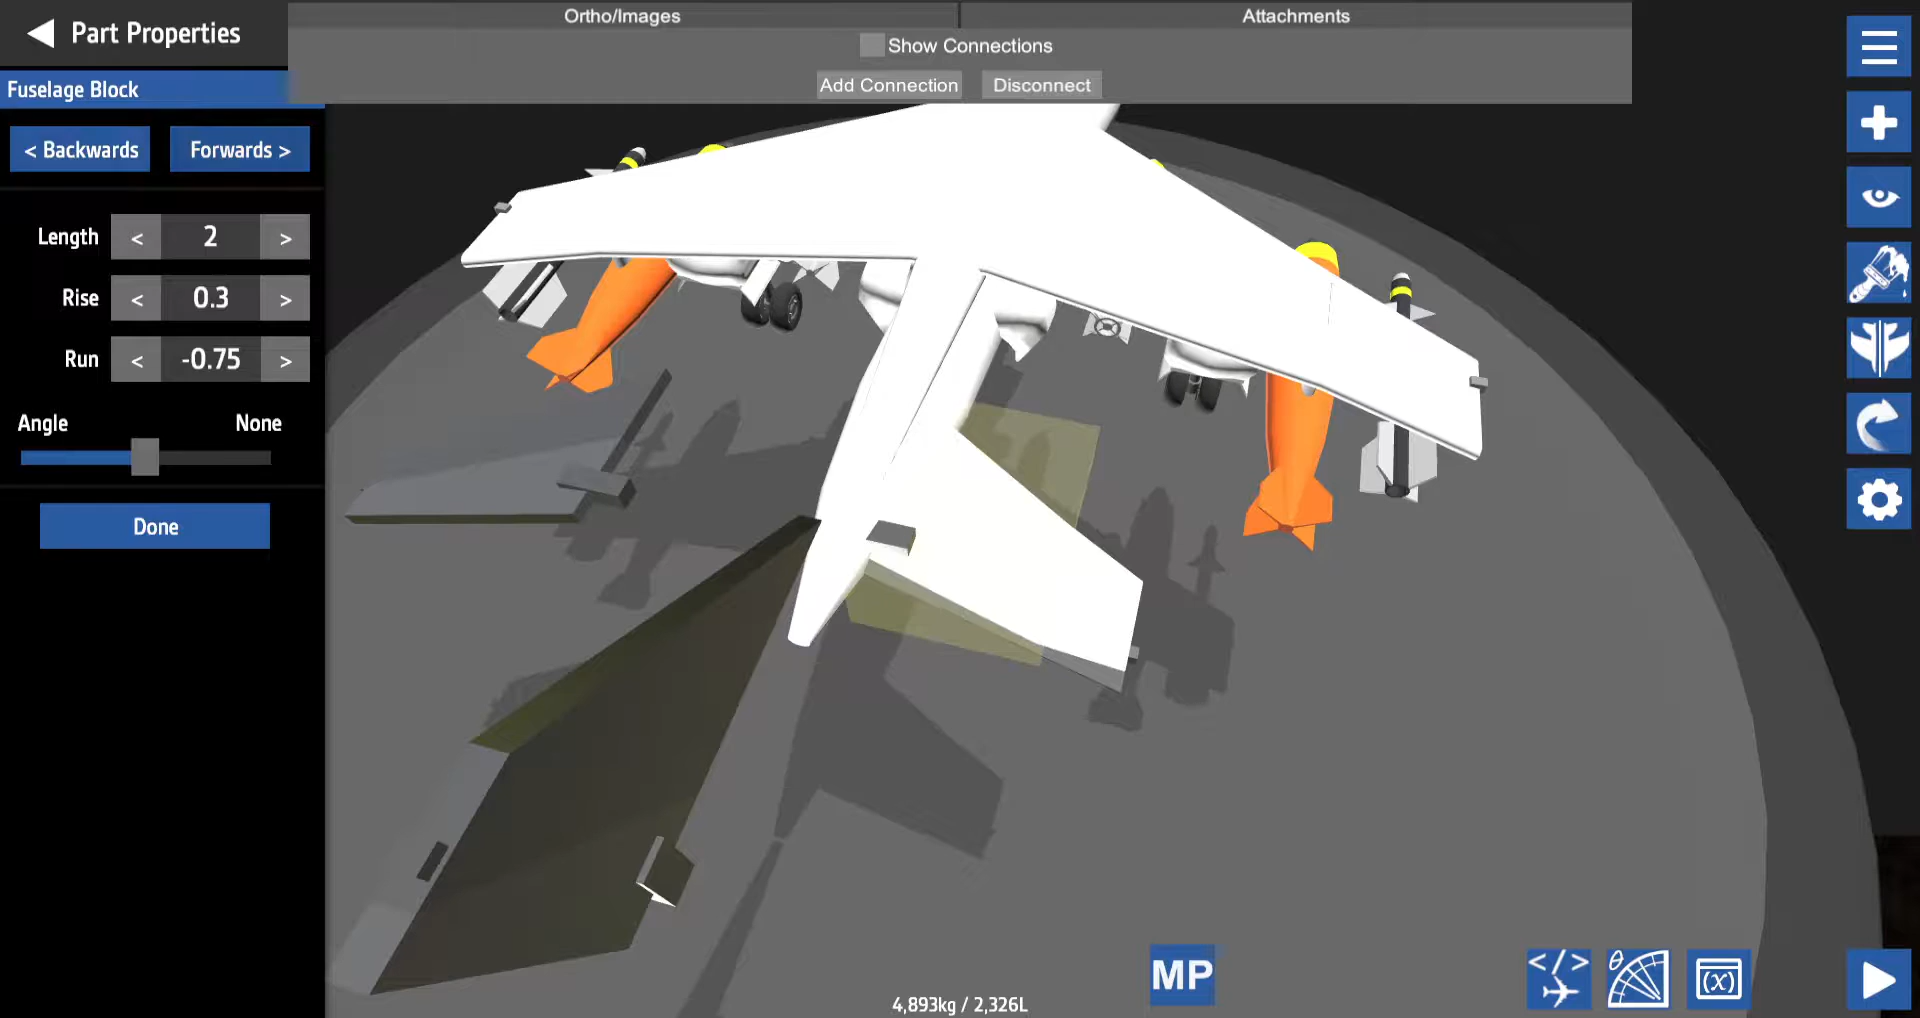 Part Properties
Ortho/Images
Attachments
Show Connections
Add Connection
Disconnect
Fuselage Block
< Backwards
Forwards >
Length < 2 >
Rise < 0.3 >
Run < -0.75 >
Angle None
Done
MP
</>
θ
(x)
4,893kg / 2,326L